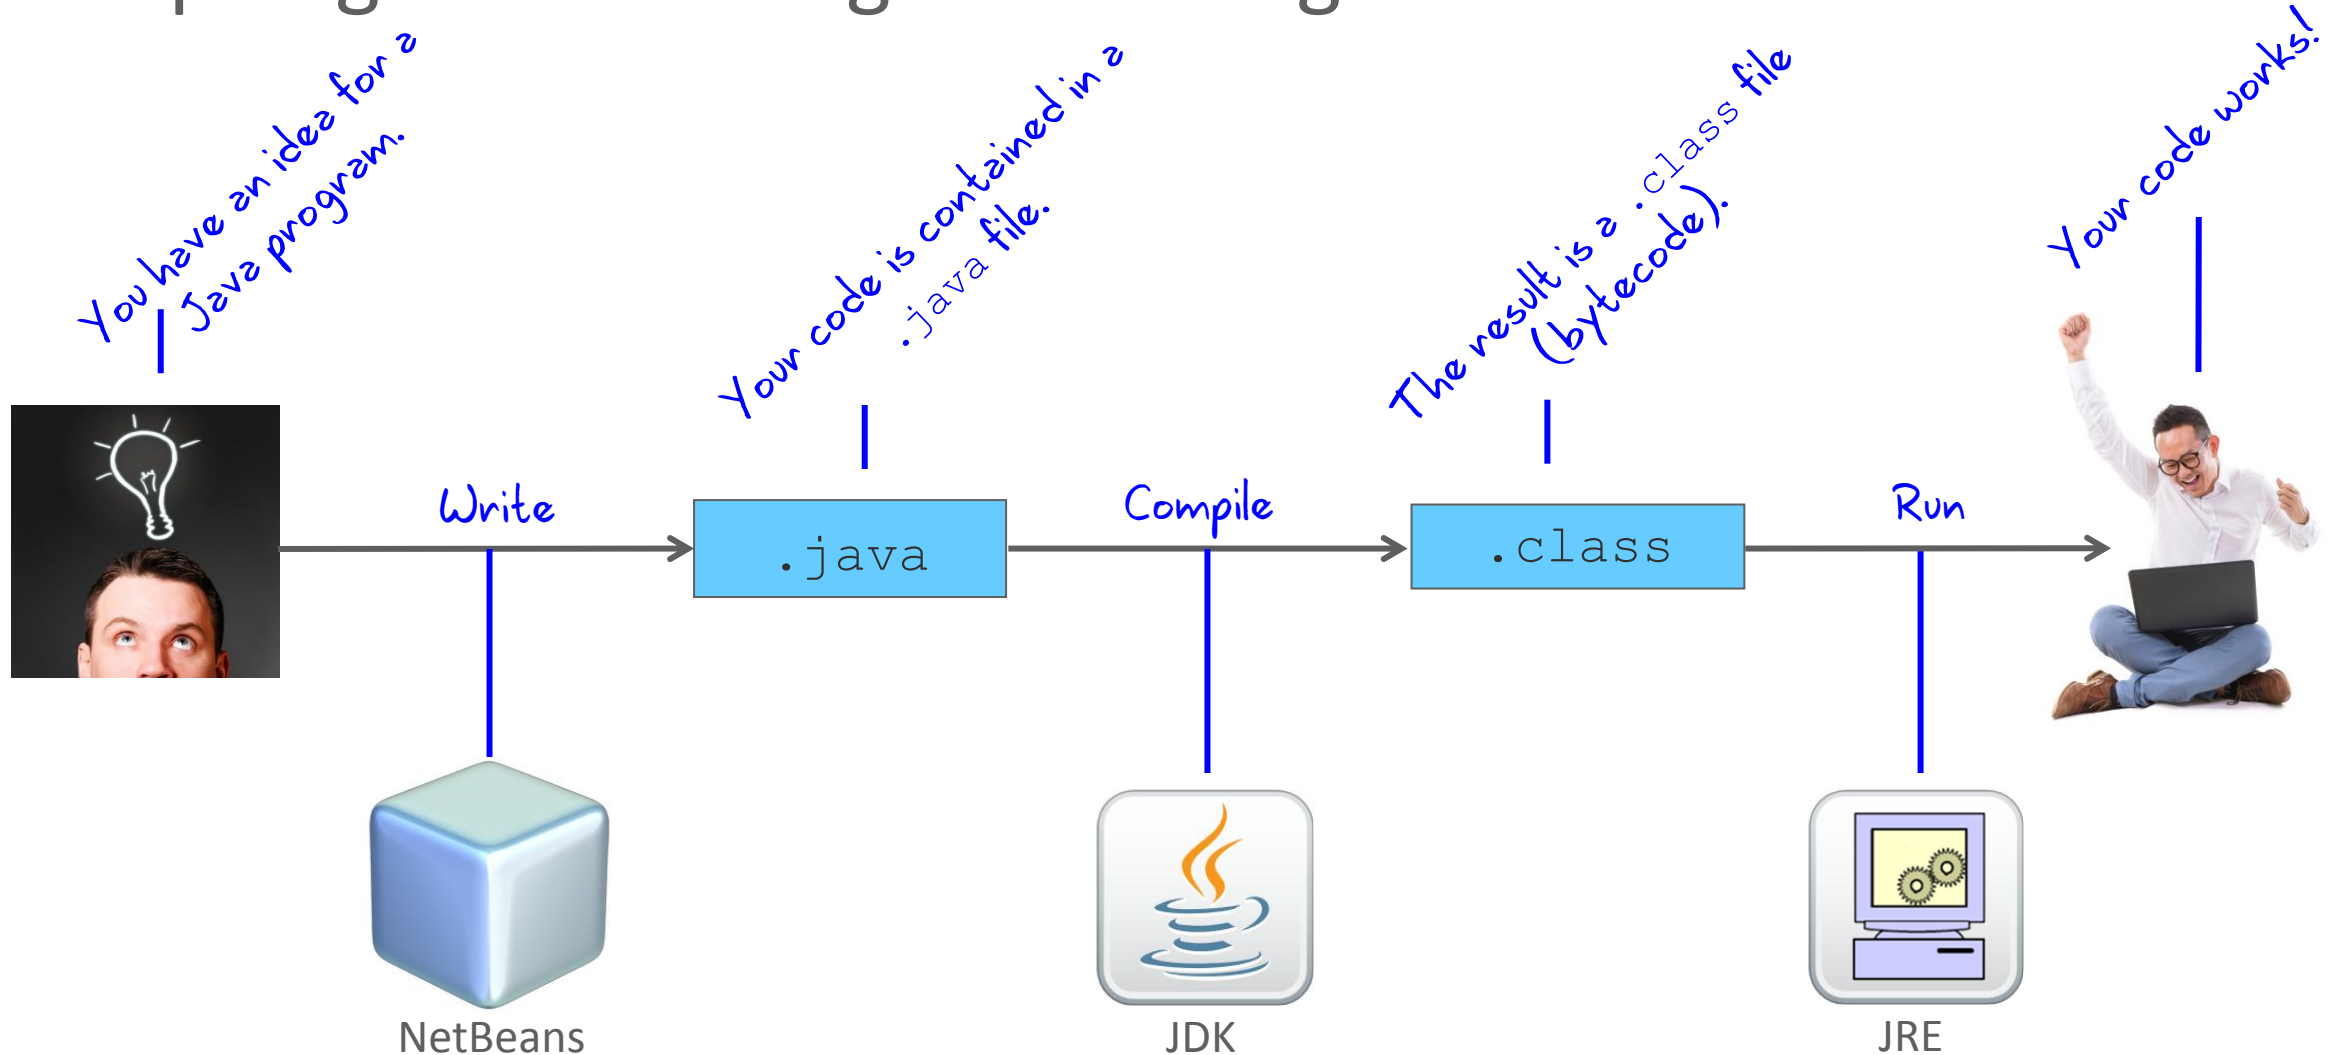 You have an idea for a
Java program.
Your code is contained in a
.java file.
The result is a .class file
(bytecode).
Your code works!
Write
.java
Compile
.class
Run
NetBeans
JDK
JRE